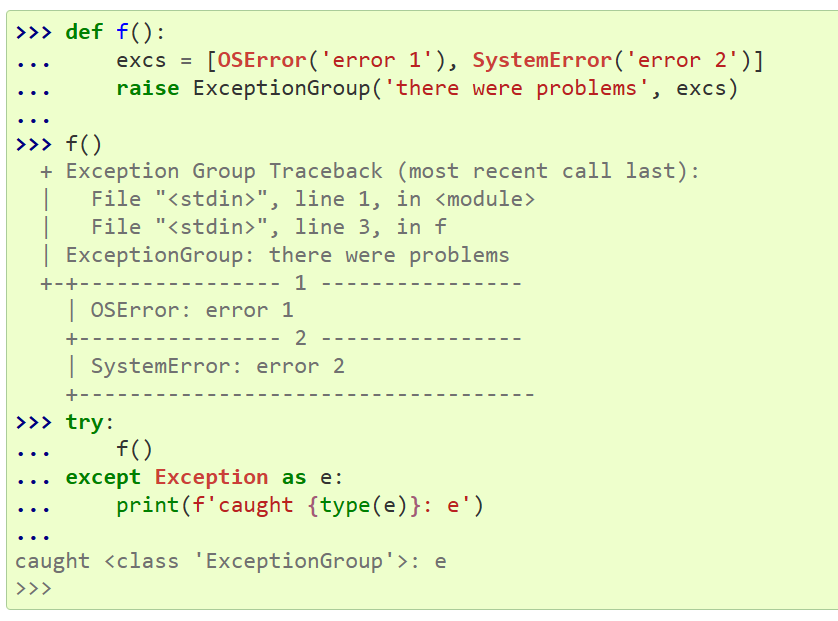 >>> def f():
...     excs = [OSError('error 1'), SystemError('error 2')]
...     raise ExceptionGroup('there were problems', excs)
...
>>> f()
  + Exception Group Traceback (most recent call last):
  |   File "<stdin>", line 1, in <module>
  |   File "<stdin>", line 3, in f
  | ExceptionGroup: there were problems
  +-+---------------- 1 ----------------
    | OSError: error 1
    +---------------- 2 ----------------
    | SystemError: error 2
    +------------------------------------
>>> try:
...     f()
... except Exception as e:
...     print(f'caught {type(e)}: e')
...
caught <class 'ExceptionGroup'>: e
>>>